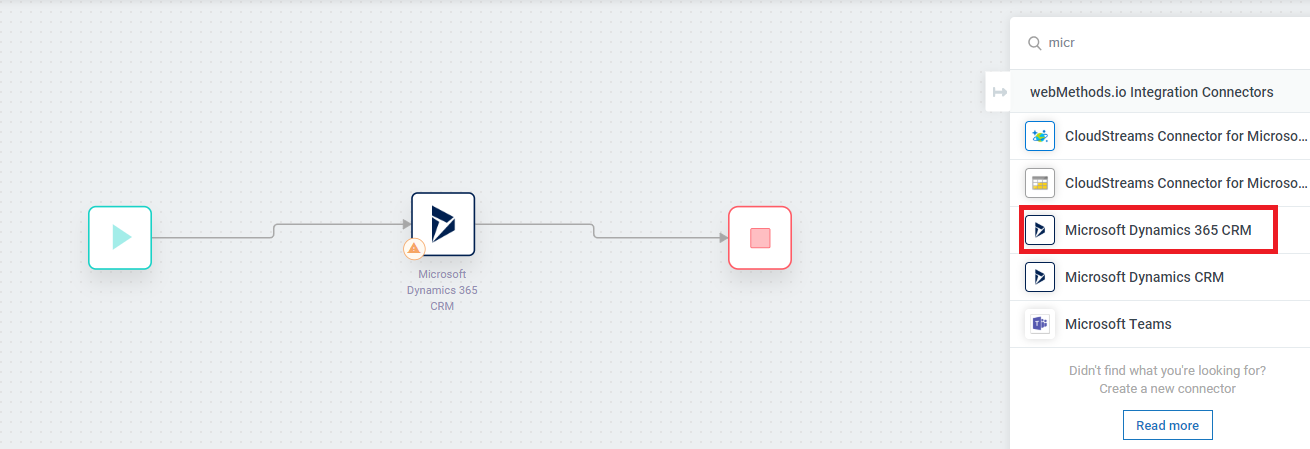 micr
webMethods.io Integration Connectors
CloudStreams Connector for Microso...
CloudStreams Connector for Microso...
Microsoft Dynamics 365 CRM
Microsoft Dynamics CRM
Microsoft Teams
Didn't find what you're looking for?
Create a new connector
Read more
Microsoft
Dynamics 365
CRM